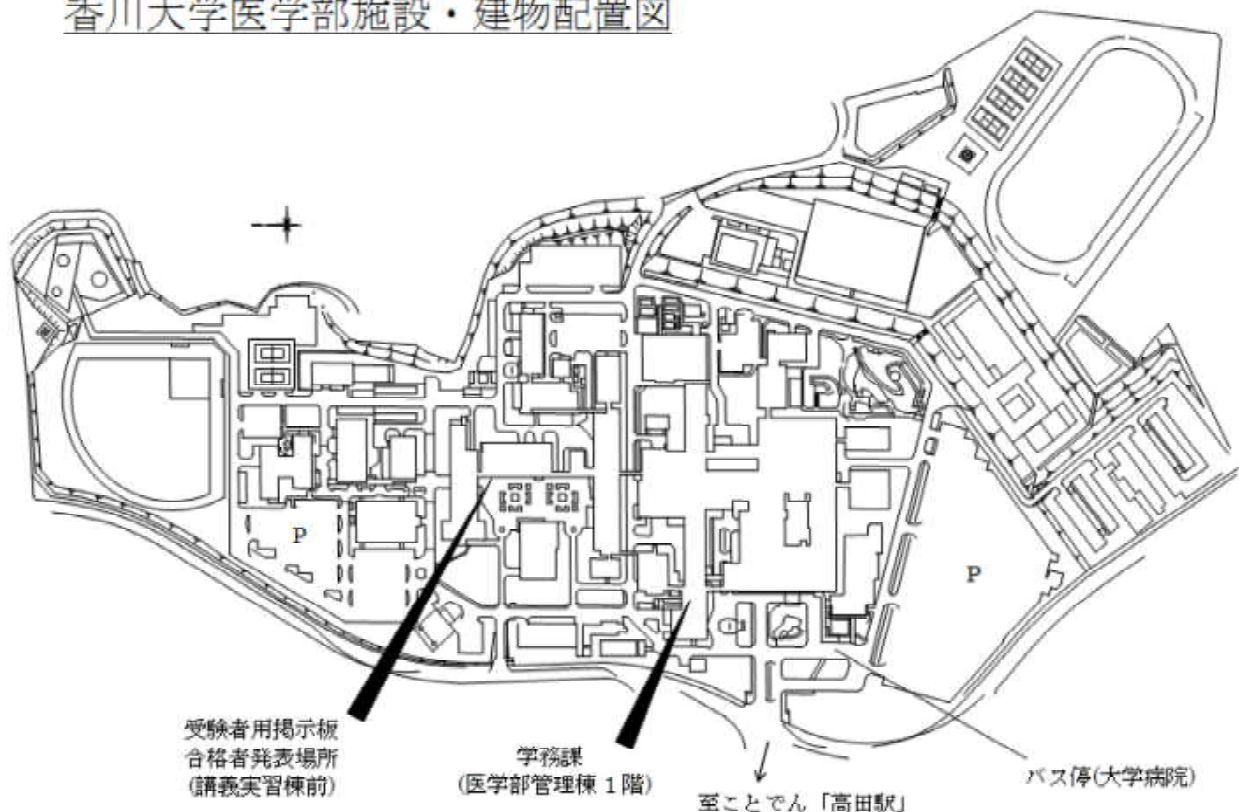 香川大学医学部施設・建物配置図
P
P
受験者用掲示板
合格者発表場所
(講義実習棟前)
学務課
(医学部管理棟1階)
至ことでん「高田駅」
バス停(大学病院)